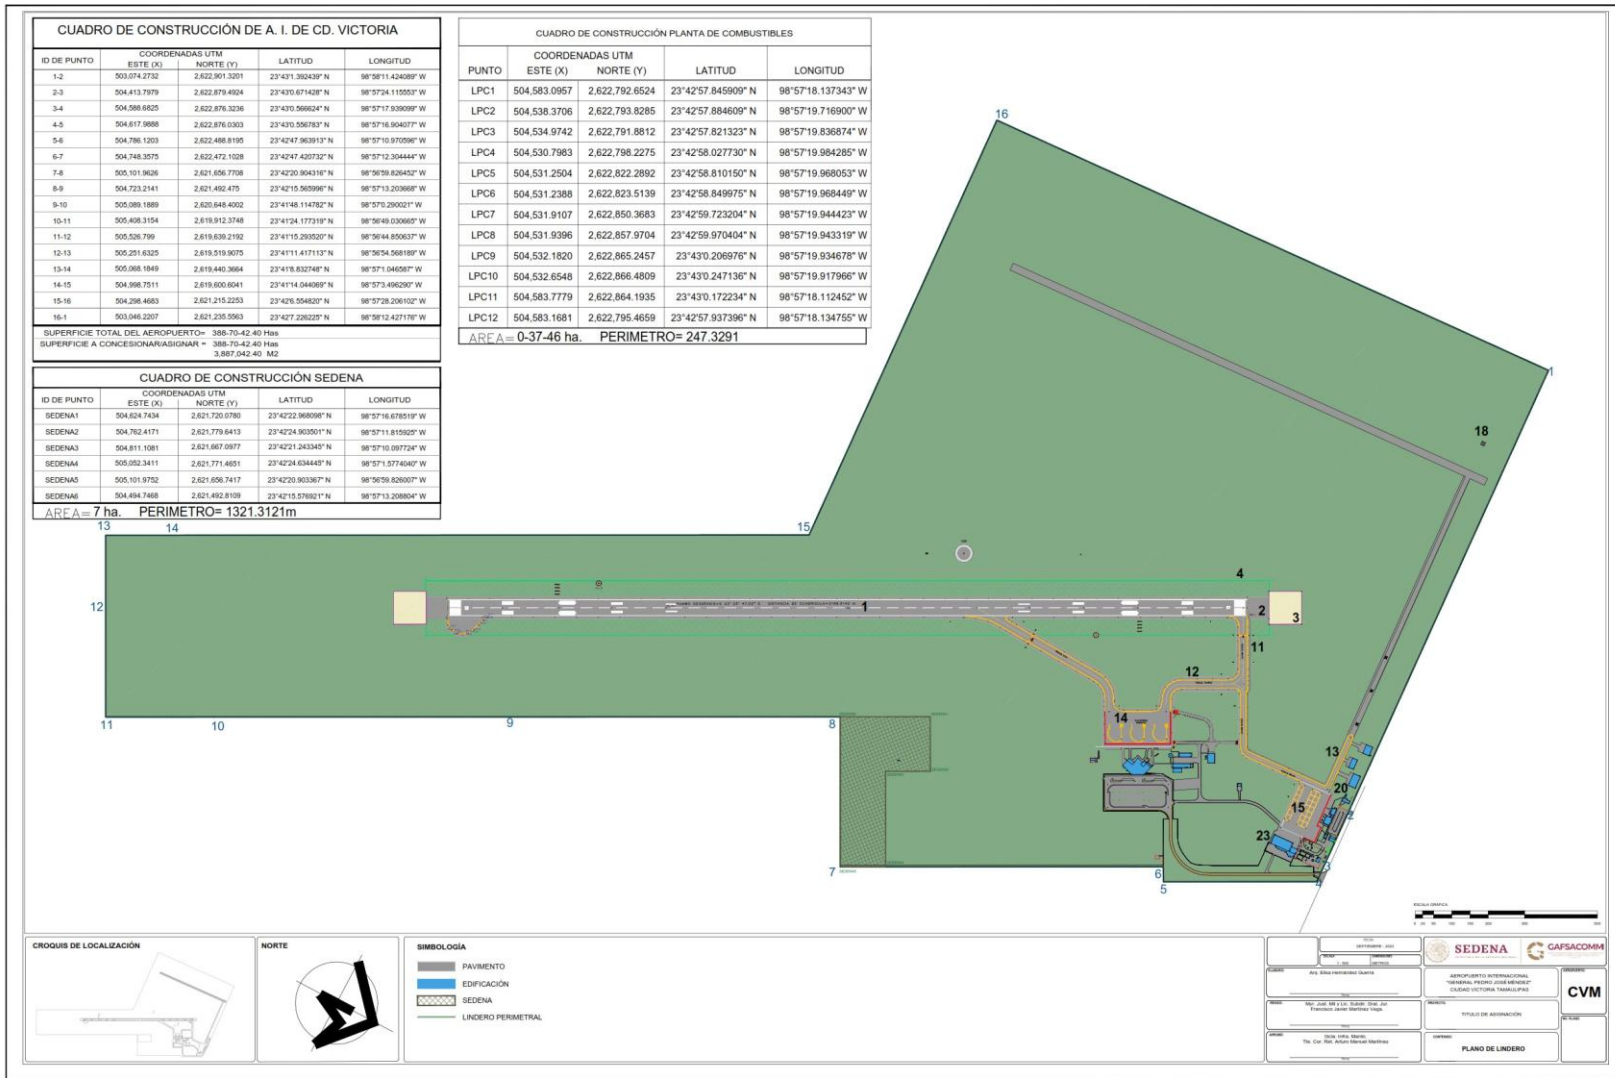 CUADRO DE CONSTRUCCIÓN DE A. I. DE CD. VICTORIA
ID DE PUNTO COORDENADAS UTM LATITUD LONGITUD
ESTE (X) NORTE (Y)
1-2 503,074.2732 2,622,901.3201 23°43'1.392439" N 98°58'11.424089" W
2-3 504,413.7979 2,622,879.4924 23°43'0.671428" N 98°57'24.115553" W
3-4 504,588.6825 2,622,876.3236 23°43'0.566624" N 98°57'17.939099" W
4-5 504,617.9888 2,622,876.0303 23°43'0.556783" N 98°57'16.904077" W
5-6 504,786.1203 2,622,488.8195 23°42'47.963913" N 98°57'10.970596" W
6-7 504,748.3575 2,622,472.1028 23°42'47.420732" N 98°57'12.304444" W
7-8 505,101.9626 2,621,656.7708 23°42'20.904316" N 98°56'59.826452" W
8-9 504,723.2141 2,621,492.475 23°42'15.565996" N 98°57'13.203668" W
9-10 505,089.1889 2,620,648.4002 23°41'48.114782" N 98°57'0.290021" W
10-11 505,408.3154 2,619,912.3748 23°41'24.177319" N 98°56'49.030665" W
11-12 505,526.799 2,619,639.2192 23°41'15.293520" N 98°56'44.850637" W
12-13 505,251.6325 2,619,519.9075 23°41'11.417113" N 98°56'54.568189" W
13-14 505,068.1849 2,619,440.3664 23°41'8.832748" N 98°57'1.046587" W
14-15 504,998.7511 2,619,600.6041 23°41'14.044069" N 98°57'3.496290" W
15-16 504,298.4683 2,621,215.2253 23°42'6.554820" N 98°57'28.206102" W
16-1 503,046.2207 2,621,235.5563 23°42'7.226225" N 98°58'12.427176" W
SUPERFICIE TOTAL DEL AEROPUERTO= 388-70-42.40 Has
SUPERFICIE A CONCESIONAR/ASIGNAR = 388-70-42.40 Has
3,887,042.40 M2
CUADRO DE CONSTRUCCIÓN PLANTA DE COMBUSTIBLES
PUNTO COORDENADAS UTM LATITUD LONGITUD
ESTE (X) NORTE (Y)
LPC1 504,583.0957 2,622,792.6524 23°42'57.845909" N 98°57'18.137343" W
LPC2 504,538.3706 2,622,793.8285 23°42'57.884609" N 98°57'19.716900" W
LPC3 504,534.9742 2,622,791.8812 23°42'57.821323" N 98°57'19.836874" W
LPC4 504,530.7983 2,622,798.2275 23°42'58.027730" N 98°57'19.984285" W
LPC5 504,531.2504 2,622,822.2892 23°42'58.810150" N 98°57'19.968053" W
LPC6 504,531.2388 2,622,823.5139 23°42'58.849975" N 98°57'19.968449" W
LPC7 504,531.9107 2,622,850.3683 23°42'59.723204" N 98°57'19.944423" W
LPC8 504,531.9396 2,622,857.9704 23°42'59.970404" N 98°57'19.943319" W
LPC9 504,532.1820 2,622,865.2457 23°43'0.206976" N 98°57'19.934678" W
LPC10 504,532.6548 2,622,866.4809 23°43'0.247136" N 98°57'19.917966" W
LPC11 504,583.7779 2,622,864.1935 23°43'0.172234" N 98°57'18.112452" W
LPC12 504,583.1681 2,622,795.4659 23°42'57.937396" N 98°57'18.134755" W
AREA= 0-37-46 ha. PERIMETRO= 247.3291
CUADRO DE CONSTRUCCIÓN SEDENA
ID DE PUNTO COORDENADAS UTM LATITUD LONGITUD
ESTE (X) NORTE (Y)
SEDENA1 504,624.7434 2,621,720.0780 23°42'22.968098" N 98°57'16.678519" W
SEDENA2 504,762.4171 2,621,779.6413 23°42'24.903501" N 98°57'11.815925" W
SEDENA3 504,811.1081 2,621,667.0977 23°42'21.243345" N 98°57'10.097724" W
SEDENA4 505,052.3411 2,621,771.4651 23°42'24.634445" N 98°57'1.5774040" W
SEDENA5 505,101.9752 2,621,656.7417 23°42'20.903367" N 98°56'59.826007" W
SEDENA6 504,494.7468 2,621,492.8109 23°42'15.576921" N 98°57'13.208804" W
AREA= 7 ha. PERIMETRO= 1321.3121m
16
1
18
13
14
15
4
12
1
2
3
11
12
11
10
9
8
14
13
20
15
2
23
7
6
5
3
4
CROQUIS DE LOCALIZACIÓN
NORTE
SIMBOLOGÍA
PAVIMENTO
EDIFICACIÓN
SEDENA
LINDERO PERIMETRAL
ESCALA GRAFICA
SEDENA
GAFSACOMM
Arq. Elisa Hernández Guerra
Francisco Javier Martínez Vega.
Tte. Cor. Ret. Arturo Manuel Martínez
AEROPUERTO INTERNACIONAL
"GENERAL PEDRO JOSÉ MÉNDEZ"
CIUDAD VICTORIA TAMAULIPAS
TITULO DE ASIGNACIÓN
PLANO DE LINDERO
CVM